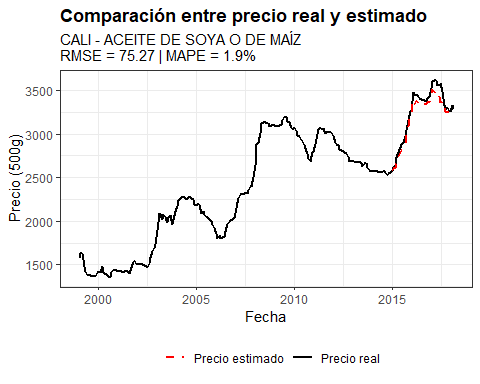 Comparación entre precio real y estimado
CALI - ACEITE DE SOYA O DE MAÍZ
RMSE = 75.27 | MAPE = 1.9%
Precio (500g)
3500
3000
2500
2000
1500
2000 2005 2010 2015
Fecha
Precio estimado Precio real